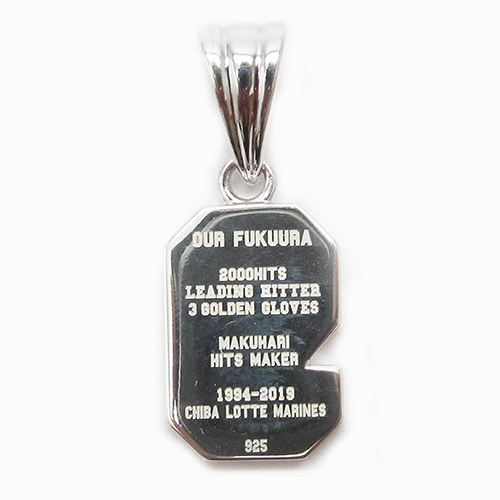 OUR FUKUURA
2000HITS
LEADING HITTER
3 GOLDEN GLOVES
MAKUHARI
HITS MAKER
1994-2019
CHIBA LOTTE MARINES
925